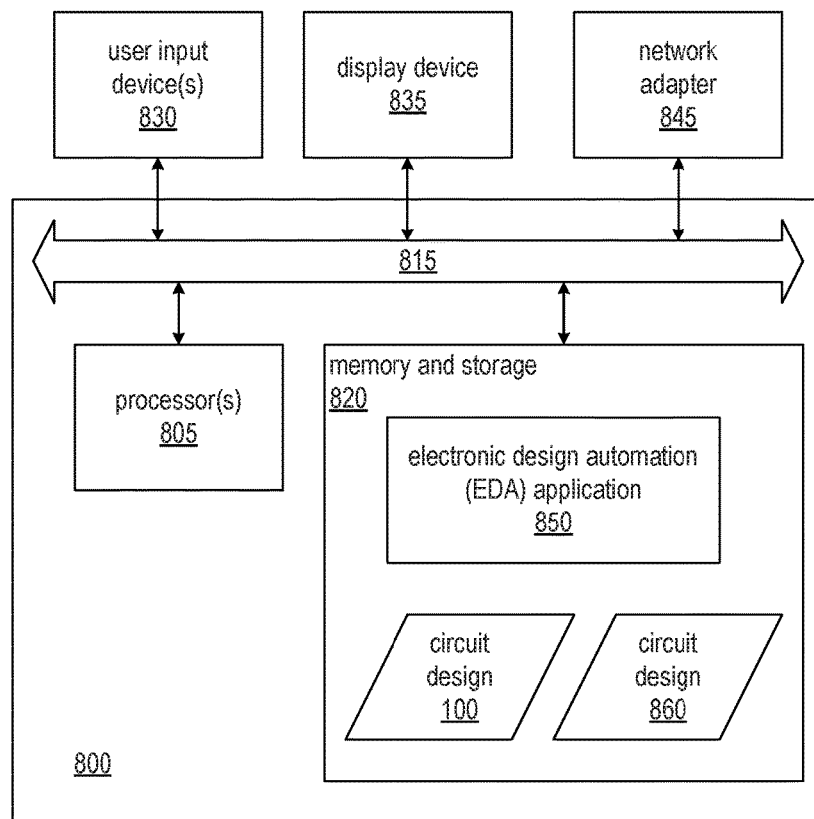 user input
device(s)
830
display device
835
network
adapter
845
815
processor(s)
805
memory and storage
820
electronic design automation
(EDA) application
850
circuit
design
100
circuit
design
860
800